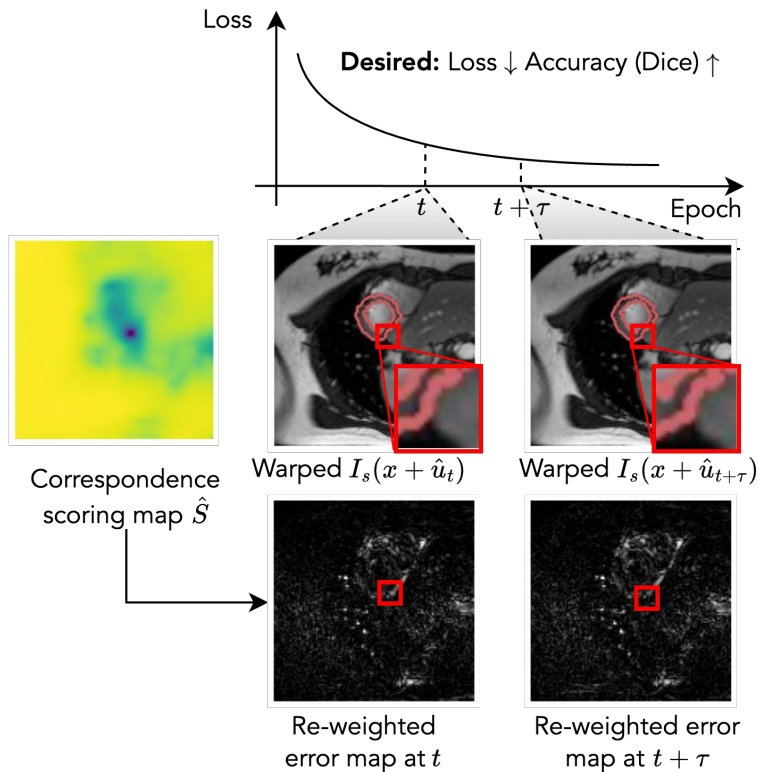 Loss
Desired: Loss ↓ Accuracy (Dice) ↑
t
t + τ
Epoch
Warped I_s(x + û_t)
Warped I_s(x + û_{t+τ})
Correspondence
scoring map Ŝ
Re-weighted
error map at t
Re-weighted error
map at t + τ